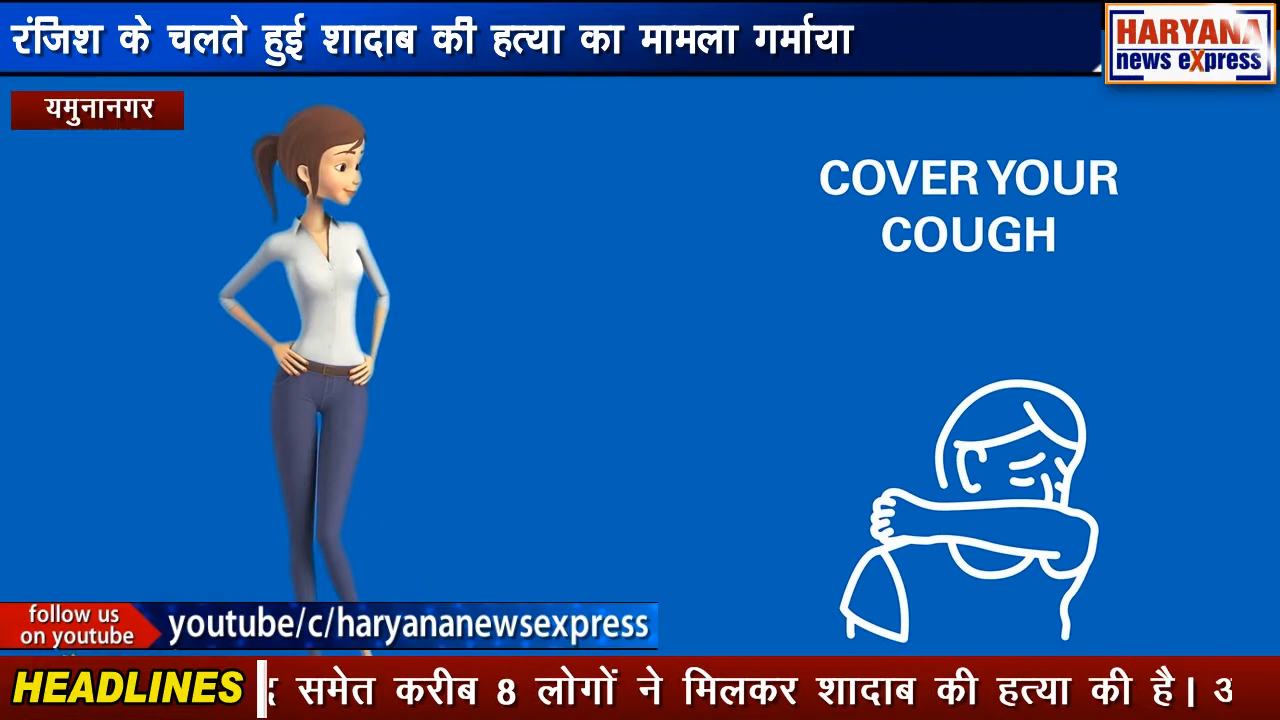 रंजिश के चलते हुई शादाब की हत्या का मामला गर्माया
HARYANA
news eXpress
यमुनानगर
COVER YOUR
COUGH
follow us
on youtube
youtube/c/haryananewsexpress
HEADLINES
समेत करीब 8 लोगों ने मिलकर शादाब की हत्या की है।